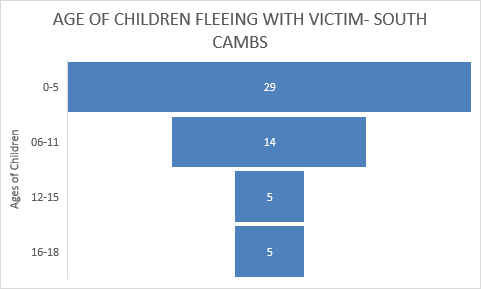 AGE OF CHILDREN FLEEING WITH VICTIM- SOUTH
CAMBS
Ages of Children
0-5
29
06-11
14
12-15
5
16-18
5